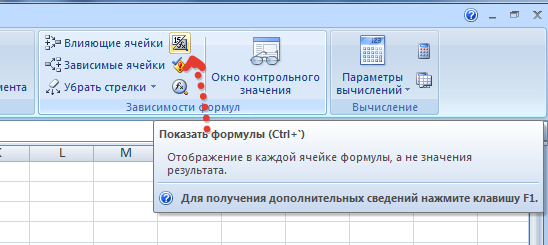 Влияющие ячейки
Зависимые ячейки
мента
Убрать стрелки
Зависимости формул
Окно контрольного
значения
Параметры
вычислений
Вычисление
L
M
Показать формулы (Ctrl+`)
Отображение в каждой ячейке формулы, а не значения
результата.
Для получения дополнительных сведений нажмите клавишу F1.